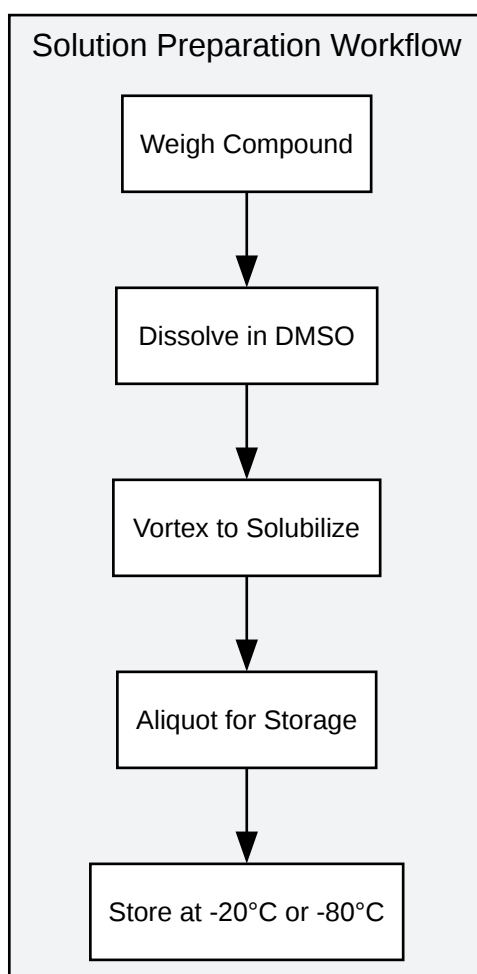 Solution Preparation Workflow
Weigh Compound
Dissolve in DMSO
Vortex to Solubilize
Aliquot for Storage
Store at -20°C or -80°C